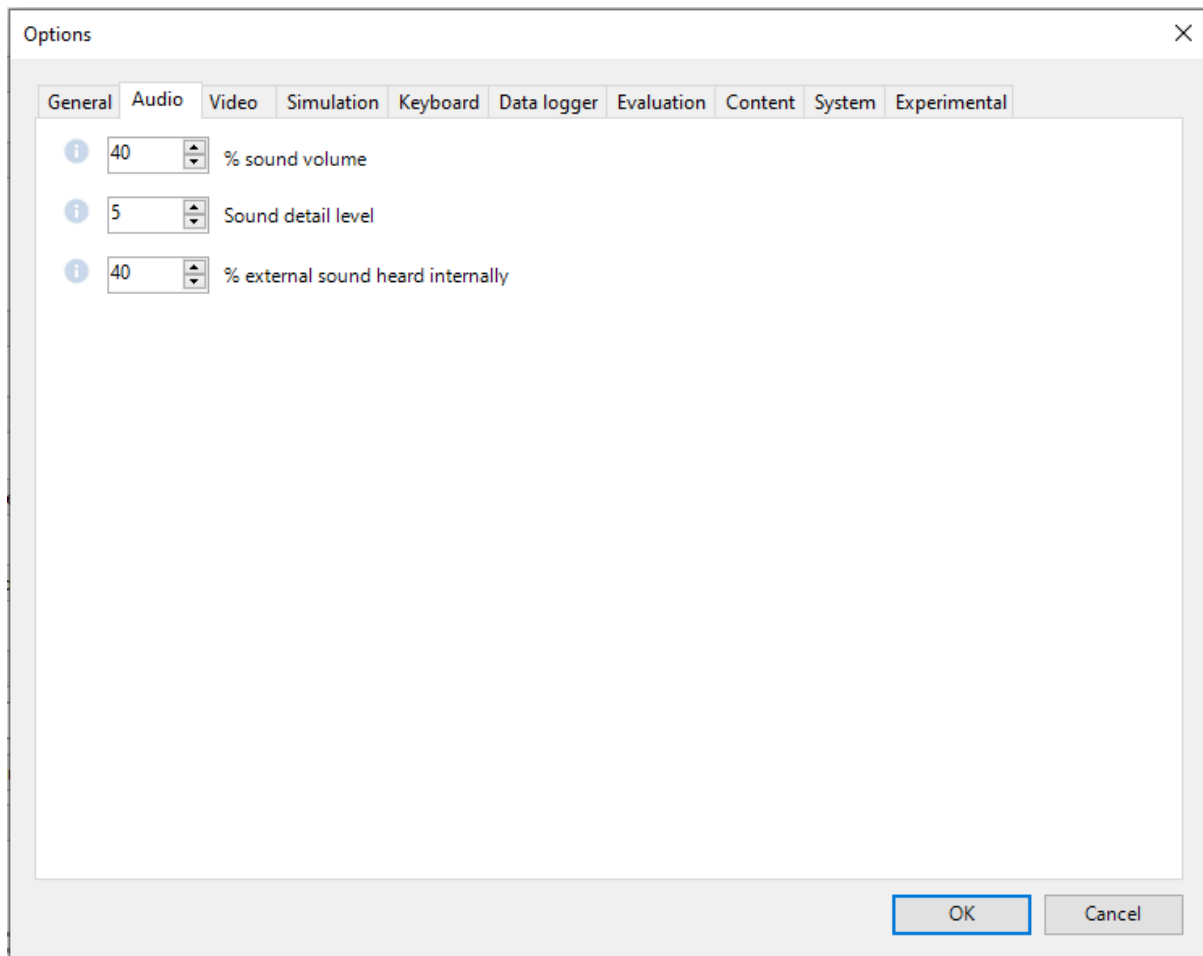 Options
General Audio Video Simulation Keyboard Data logger Evaluation Content System Experimental
40 % sound volume
5 Sound detail level
40 % external sound heard internally
OK Cancel